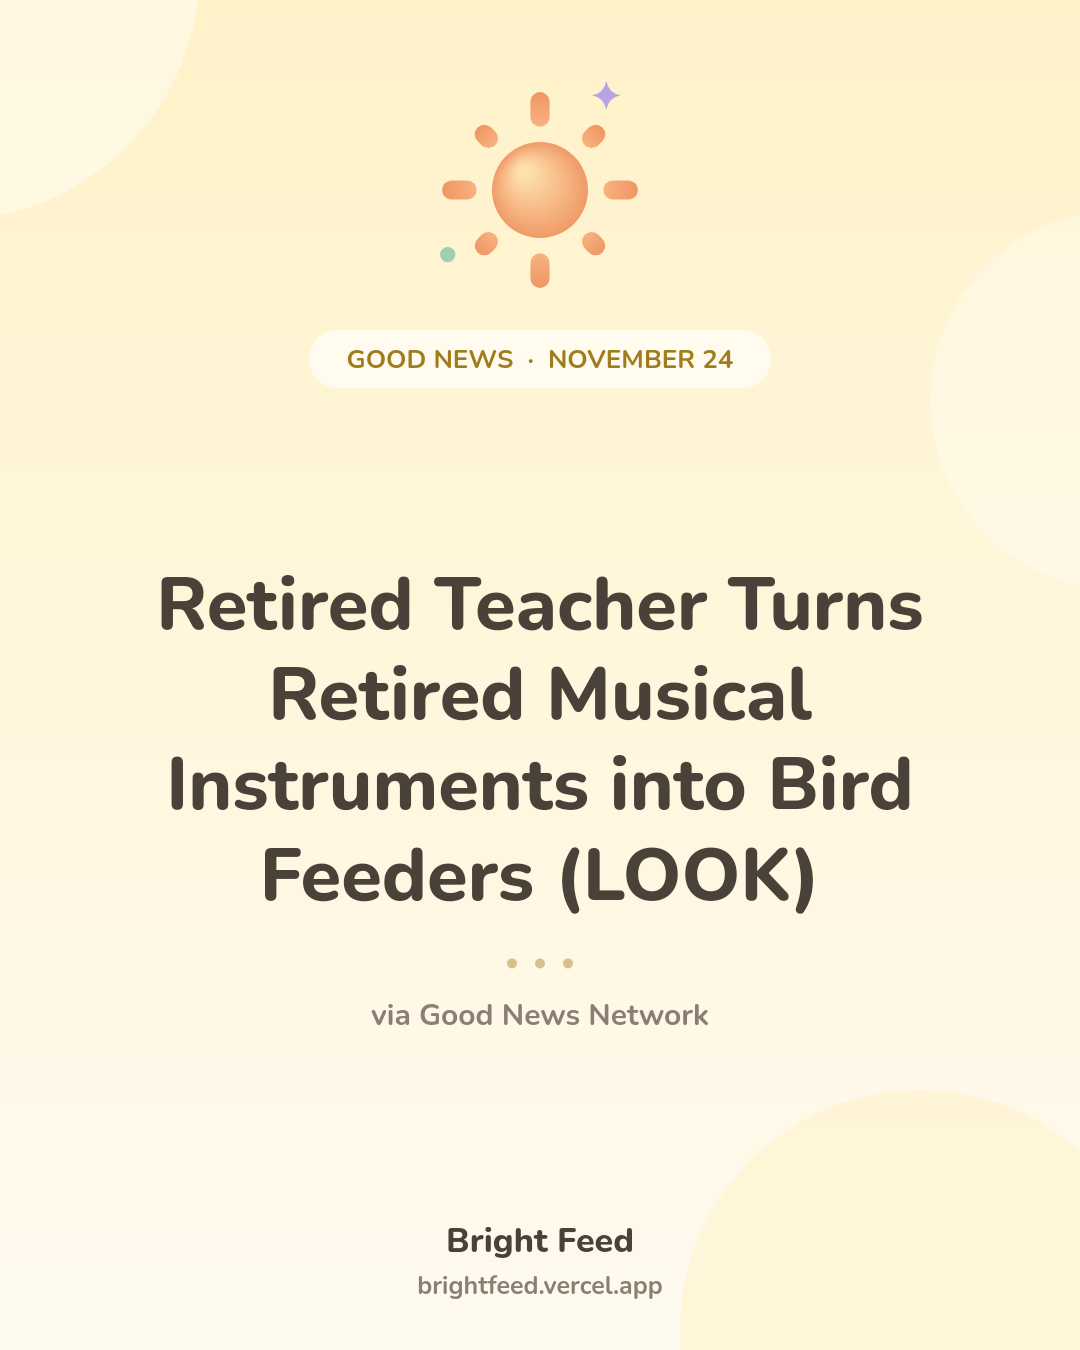 GOOD NEWS · NOVEMBER 24
Retired Teacher Turns
Retired Musical
Instruments into Bird
Feeders (LOOK)
via Good News Network
Bright Feed
brightfeed.vercel.app